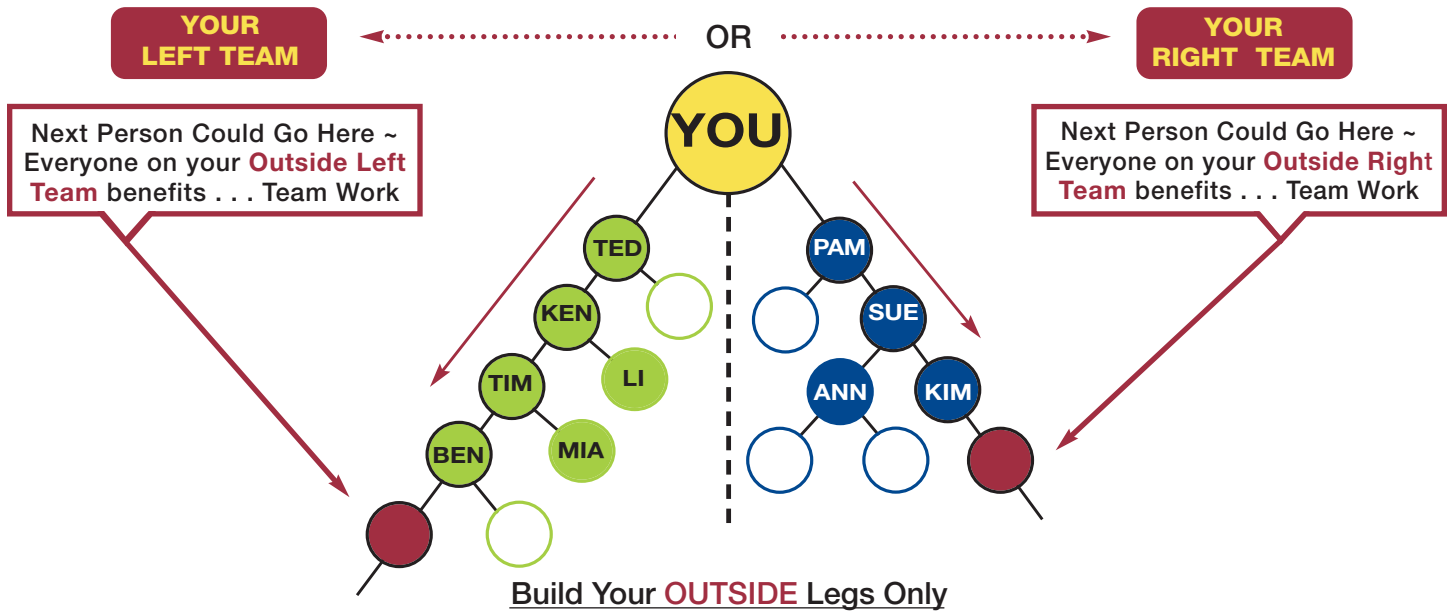 YOUR
LEFT TEAM
OR
YOUR
RIGHT TEAM
Next Person Could Go Here ~
Everyone on your Outside Left
Team benefits . . . Team Work
YOU
Next Person Could Go Here ~
Everyone on your Outside Right
Team benefits . . . Team Work
TED
PAM
KEN
SUE
TIM
LI
ANN
KIM
BEN
MIA
Build Your OUTSIDE Legs Only